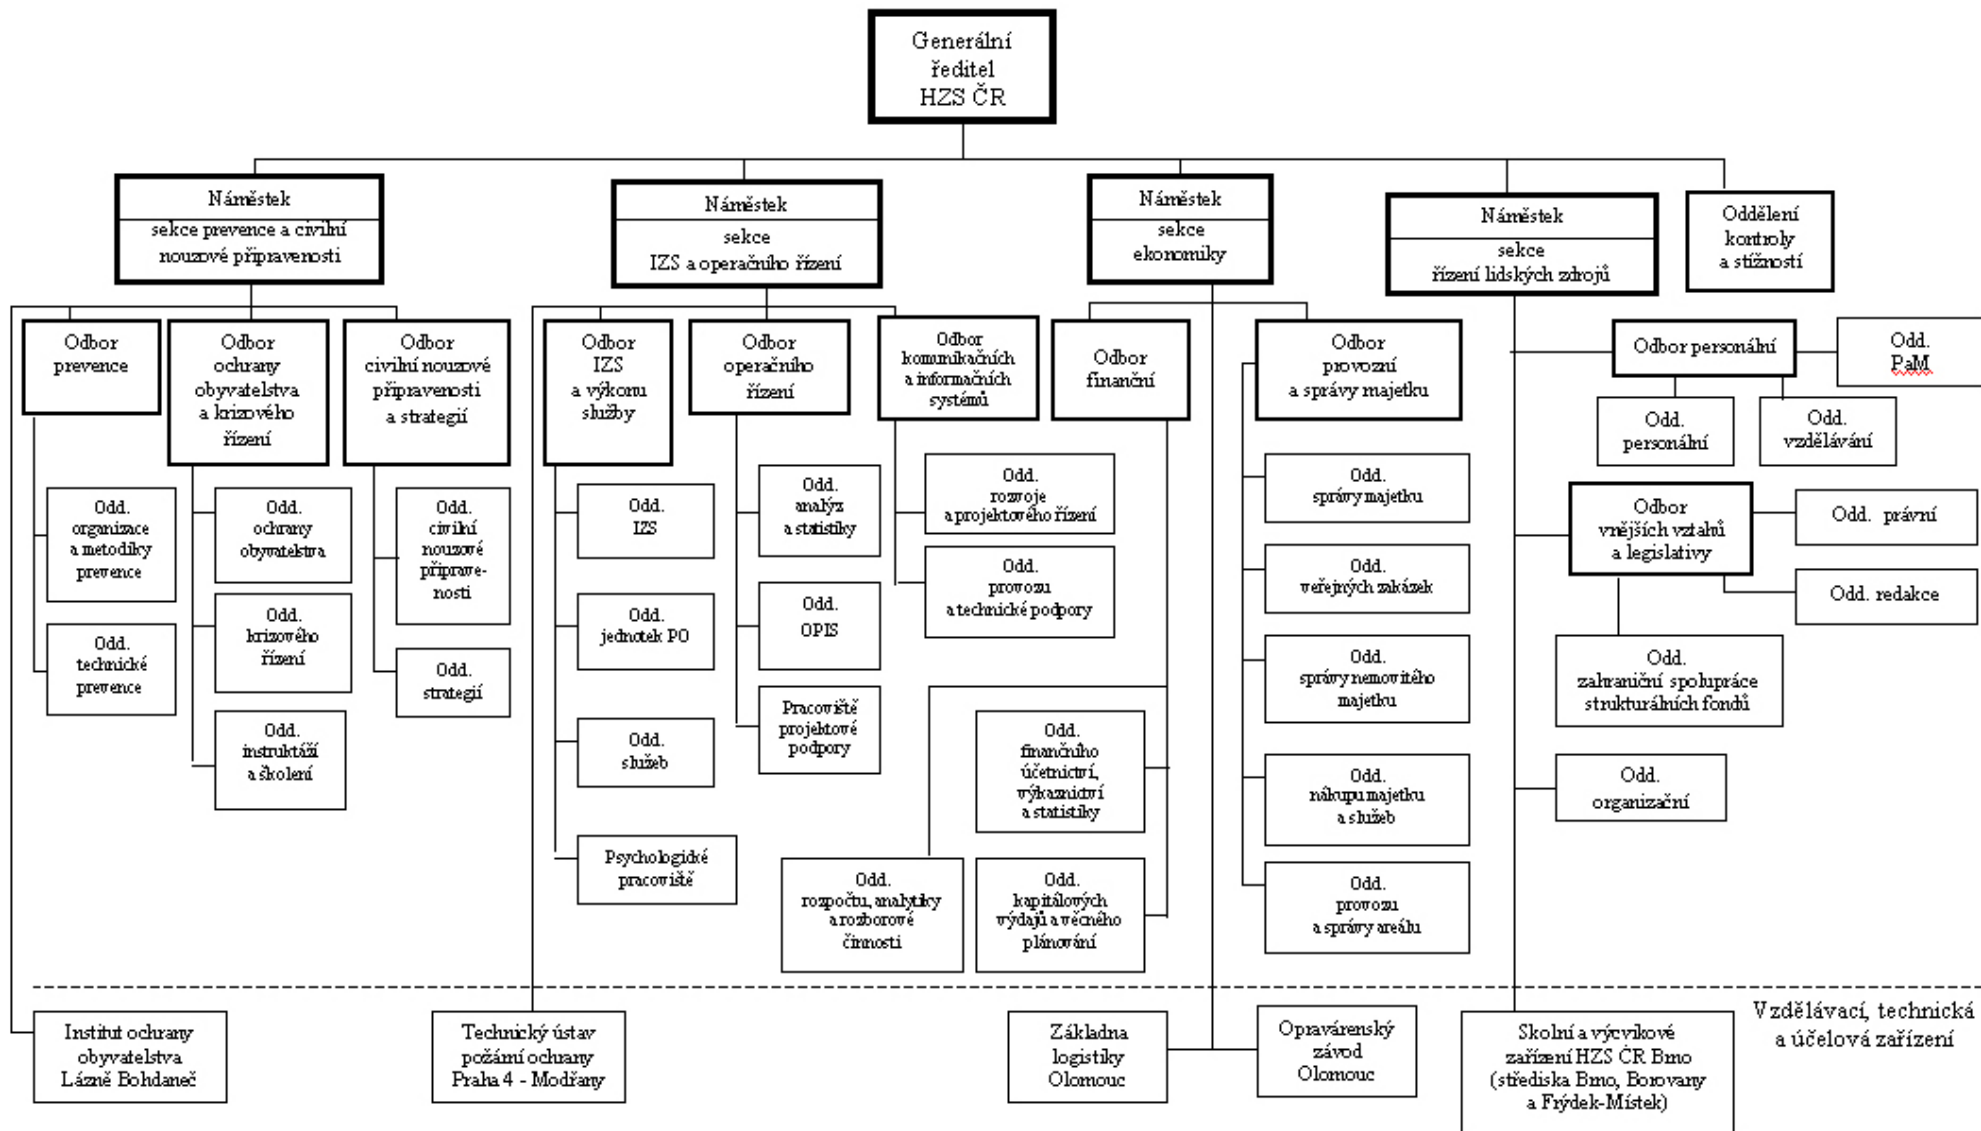 Generální
ředitel
HZS ČR
Náměstek
sekce prevence a civilní
nouzové připravenosti
Náměstek
sekce
IZS a operačního řízení
Náměstek
sekce
ekonomiky
Náměstek
sekce
řízení lidských zdrojů
Oddělení
kontroly
a stížností
Odbor
prevence
Odbor
ochrany
obyvatelstva
a krizového
řízení
Odbor
civilní nouzové
připravenosti
a strategií
Odbor
IZS
a výkonu
služby
Odbor
operačního
řízení
Odbor
komunikačních
a informačních
systémů
Odbor
finanční
Odbor
provozní
a správy majetku
Odbor personální
Odd.
PaM
Odd.
personální
Odd.
vzdělávání
Odd.
organizace
a metodiky
prevence
Odd.
technické
prevence
Odd.
ochrany
obyvatelstva
Odd.
krizového
řízení
Odd.
instruktáží
a školení
Odd.
civilní
nouzové
připrave-
nosti
Odd.
strategií
Odd.
IZS
Odd.
jednotek PO
Odd.
služeb
Psychologické
pracoviště
Odd.
analýz
a statistiky
Odd.
OPIS
Pracoviště
projektové
podpory
Odd.
rozvoje
a projektového řízení
Odd.
provozu
a technické podpory
Odd.
finančního
účetnictví,
výkaznictví
a statistiky
Odd.
rozpočtu, analytiky
a rozborové
činnosti
Odd.
kapitálových
výdajů a věcného
plánování
Odd.
správy majetku
Odd.
veřejných zakázek
Odd.
správy nemovitého
majetku
Odd.
nákupu majetku
a služeb
Odd.
provozu
a správy areálu
Odbor
vnějších vztahů
a legislativy
Odd. právní
Odd. redakce
Odd.
zahraniční spolupráce
strukturálních fondů
Odd.
organizační
Institut ochrany
obyvatelstva
Lázně Bohdaneč
Technický ústav
požární ochrany
Praha 4 - Modřany
Základna
logistiky
Olomouc
Opravárenský
závod
Olomouc
Skolní a výcvikové
zařízení HZS ČR Brno
(střediska Brno, Borovany
a Frýdek-Místek)
Vzdělávací, technická
a účelová zařízení